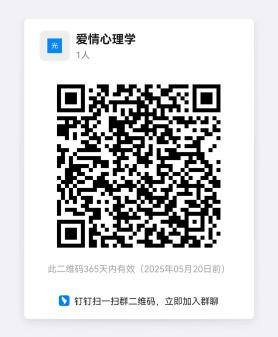 爱情心理学
1人
光
此二维码365天内有效（2025年05月20日前）
钉钉扫一扫群二维码，立即加入群聊